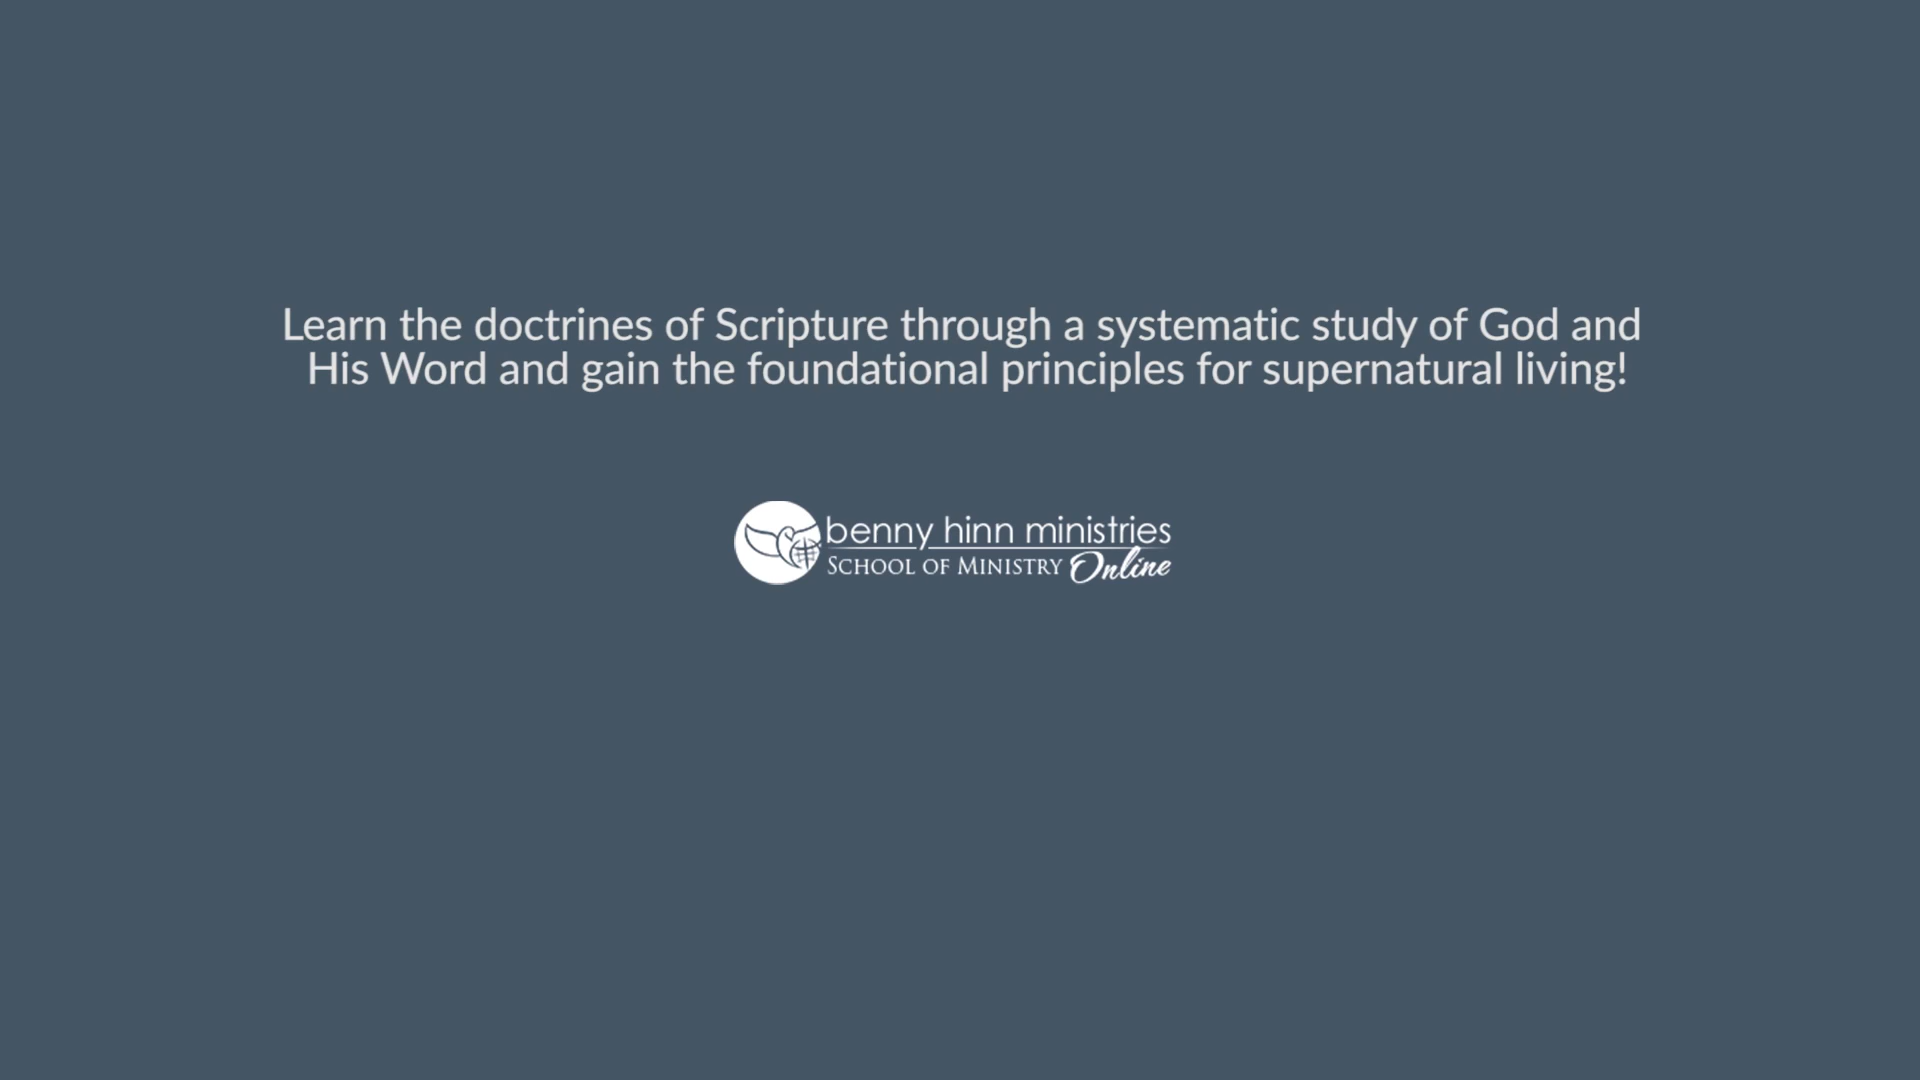 Learn the doctrines of Scripture through a systematic study of God and
His Word and gain the foundational principles for supernatural living!
benny hinn ministries
SCHOOL OF MINISTRY Online